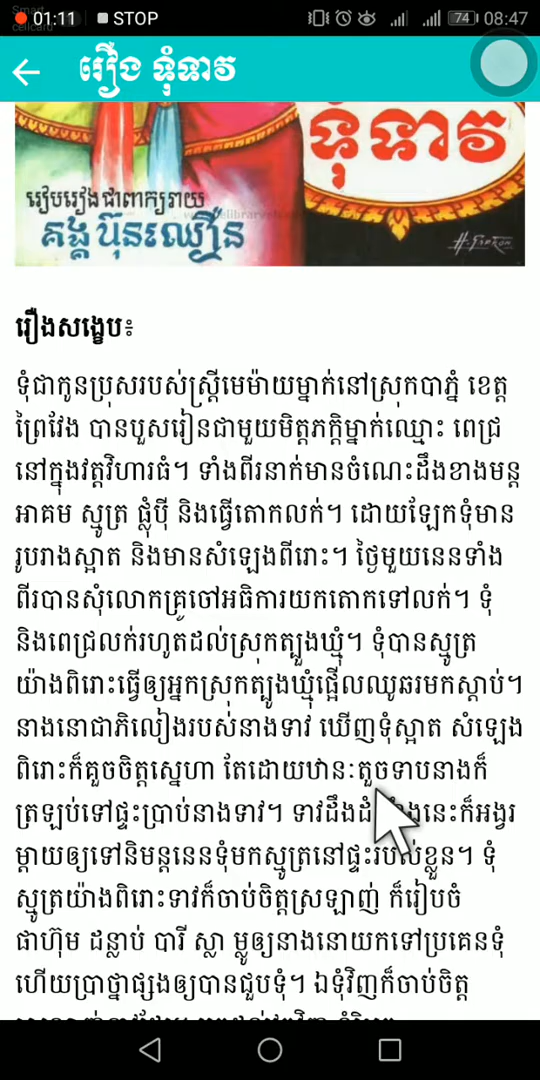 01:11 STOP 74 08:47
រឿង ទុំទាវ
ទុំទាវ
រៀបរៀងជាពាក្យរាយ
គង្គ ប៊ុនឈឿន
រឿងសង្ខេប៖
ទុំជាកូនប្រុសរបស់ស្ត្រីមេម៉ាយម្នាក់នៅស្រុកបាភ្នំ ខេត្ត
ព្រៃវែង បានបួសរៀនជាមួយមិត្តភក្តិម្នាក់ឈ្មោះ ពេជ្រ
នៅក្នុងវត្តវិហារធំ។ ទាំងពីរនាក់មានចំណេះដឹងខាងមន្ត
អាគម ស្មូត្រ ផ្លុំប៉ី និងធ្វើតោកលក់។ ដោយឡែកទុំមាន
រូបរាងស្អាត និងមានសំឡេងពីរោះ។ ថ្ងៃមួយនេនទាំង
ពីរបានសុំលោកគ្រូចៅអធិការយកតោកទៅលក់។ ទុំ
និងពេជ្រលក់រហូតដល់ស្រុកត្បូងឃ្មុំ។ ទុំបានស្មូត្រ
យ៉ាងពិរោះធ្វើឲ្យអ្នកស្រុកត្បូងឃ្មុំផ្អើលឈូឆរមកស្តាប់។
នាងនោជាភិលៀងរបស់នាងទាវ ឃើញទុំស្អាត សំឡេង
ពិរោះក៏គួចចិត្តស្នេហា តែដោយឋានៈតួចទាបនាងក៏
ត្រឡប់ទៅផ្ទះប្រាប់នាងទាវ។ ទាវដឹងដំ នេះក៏អង្វរ
ម្តាយឲ្យទៅនិមន្តនេនទុំមកស្មូត្រនៅផ្ទះរបស់ខ្លួន។ ទុំ
ស្មូត្រយ៉ាងពិរោះទាវក៏ចាប់ចិត្តស្រឡាញ់ ក៏រៀបចំ
ផាហ៊ុម ជន្លាប់ បារី ស្លា ម្លូឲ្យនាងនោយកទៅប្រគេនទុំ
ហើយប្រាថ្នាផ្សងឲ្យបានជួបទុំ។ ឯទុំវិញក៏ចាប់ចិត្ត